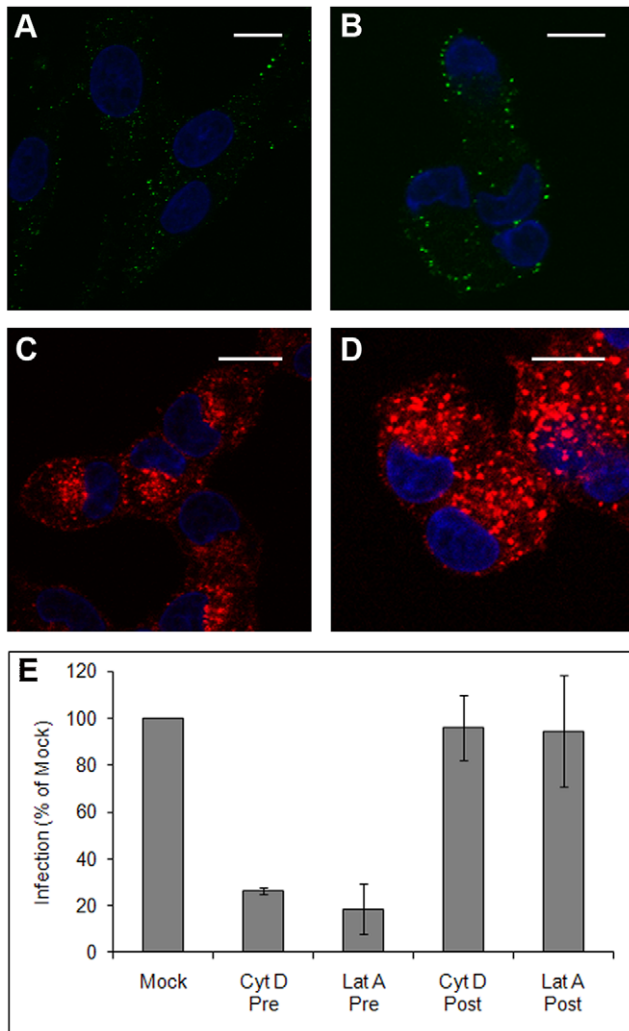 A
B
C
D
E
120
100
80
60
40
20
0
Infection (% of Mock)
Mock
Cyt D
Pre
Lat A
Pre
Cyt D
Post
Lat A
Post